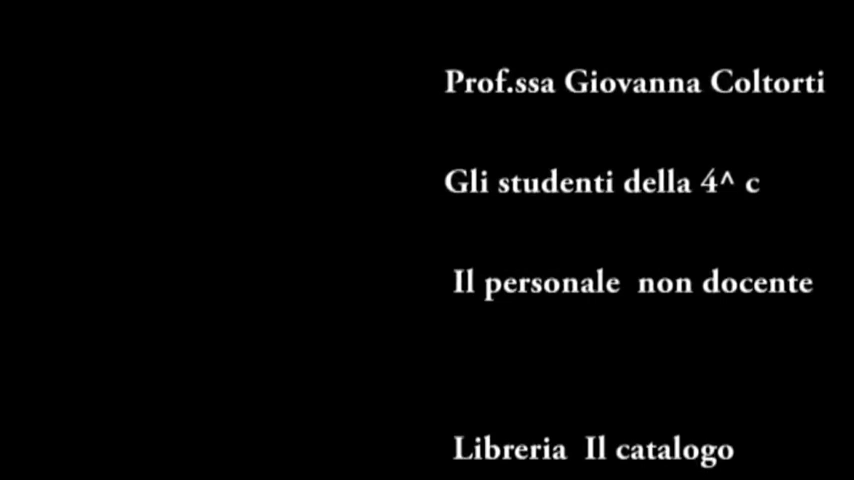 Prof.ssa Giovanna Coltorti
Gli studenti della 4^ c
Il personale non docente
Libreria Il catalogo